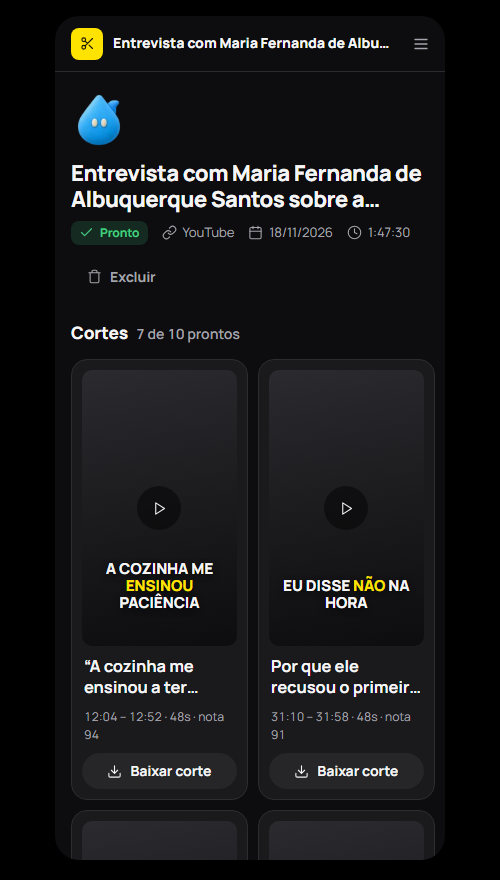 Entrevista com Maria Fernanda de Albu...
Entrevista com Maria Fernanda de
Albuquerque Santos sobre a...
Pronto
YouTube
18/11/2026
1:47:30
Excluir
Cortes 7 de 10 prontos
A COZINHA ME
ENSINOU
PACIÊNCIA
“A cozinha me
ensinou a ter...
12:04 – 12:52 · 48s · nota
94
Baixar corte
EU DISSE NÃO NA
HORA
Por que ele
recusou o primeir...
31:10 – 31:58 · 48s · nota
91
Baixar corte